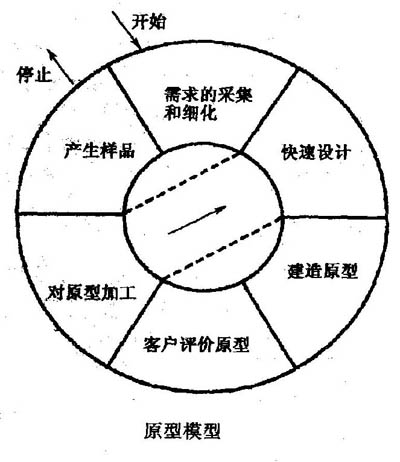 开始
停止
需求的采集
和细化
产生样品
快速设计
对原型加工
建造原型
客户评价原型
原型模型